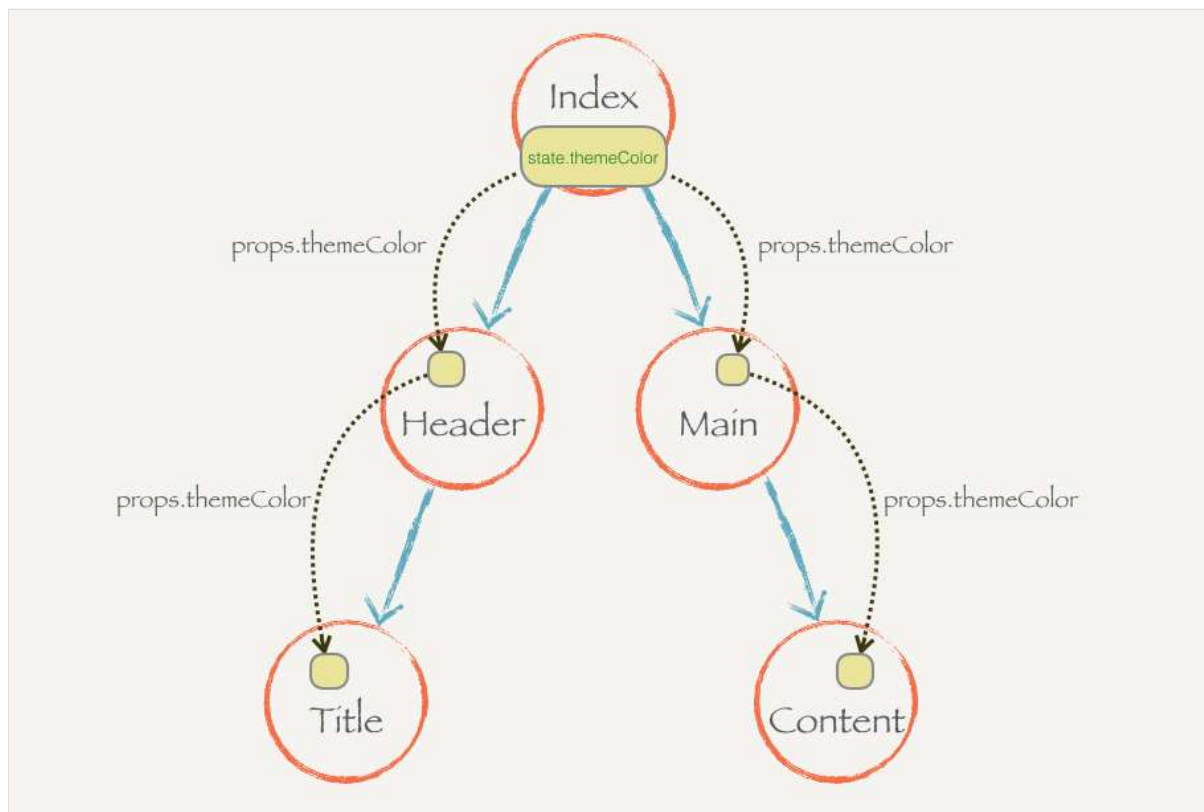 Index
state.themeColor
props.themeColor
props.themeColor
Header
Main
props.themeColor
props.themeColor
Title
Content